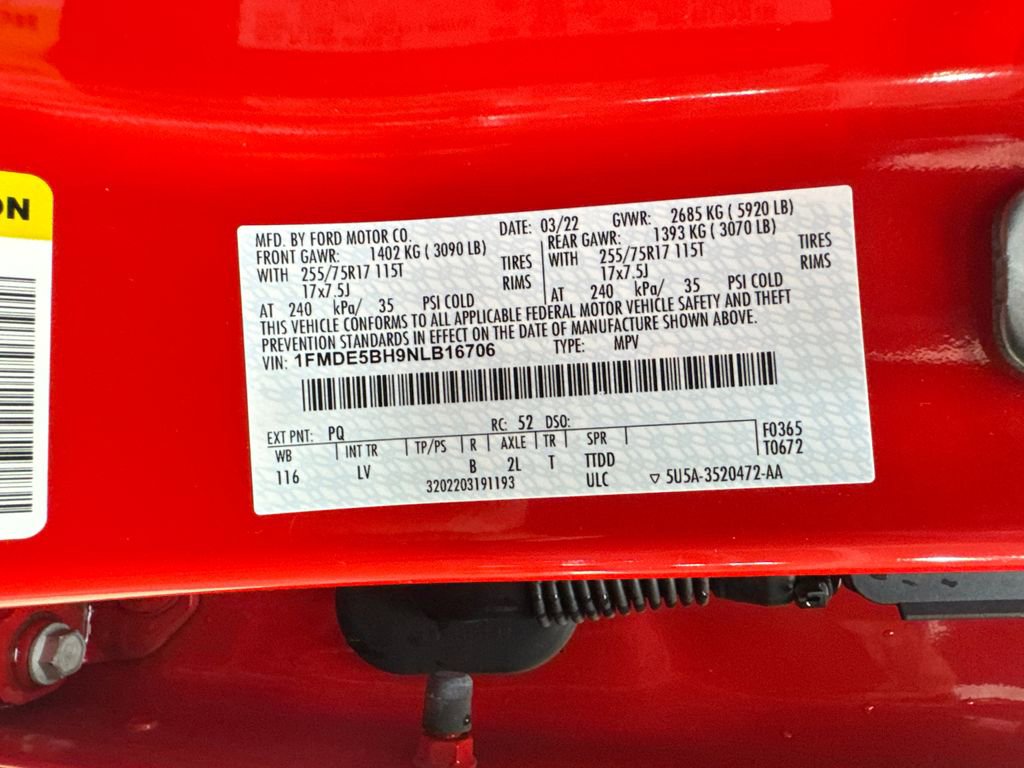 ON
MFD. BY FORD MOTOR CO. DATE: 03/22 GVWR: 2685 KG ( 5920 LB)
FRONT GAWR: 1402 KG ( 3090 LB) REAR GAWR: 1393 KG ( 3070 LB)
WITH 255/75R17 115T TIRES WITH 255/75R17 115T TIRES
17x7.5J RIMS 17x7.5J RIMS
AT 240 kPa/ 35 PSI COLD AT 240 kPa/ 35 PSI COLD
THIS VEHICLE CONFORMS TO ALL APPLICABLE FEDERAL MOTOR VEHICLE SAFETY AND THEFT
PREVENTION STANDARDS IN EFFECT ON THE DATE OF MANUFACTURE SHOWN ABOVE.
VIN: 1FMDE5BH9NLB16706 TYPE: MPV
EXT PNT: PQ RC: 52 DSO: F0365
WB INT TR TP/PS R AXLE TR SPR T0672
116 LV B 2L T TTDD
3202203191193 ULC 5U5A-3520472-AA